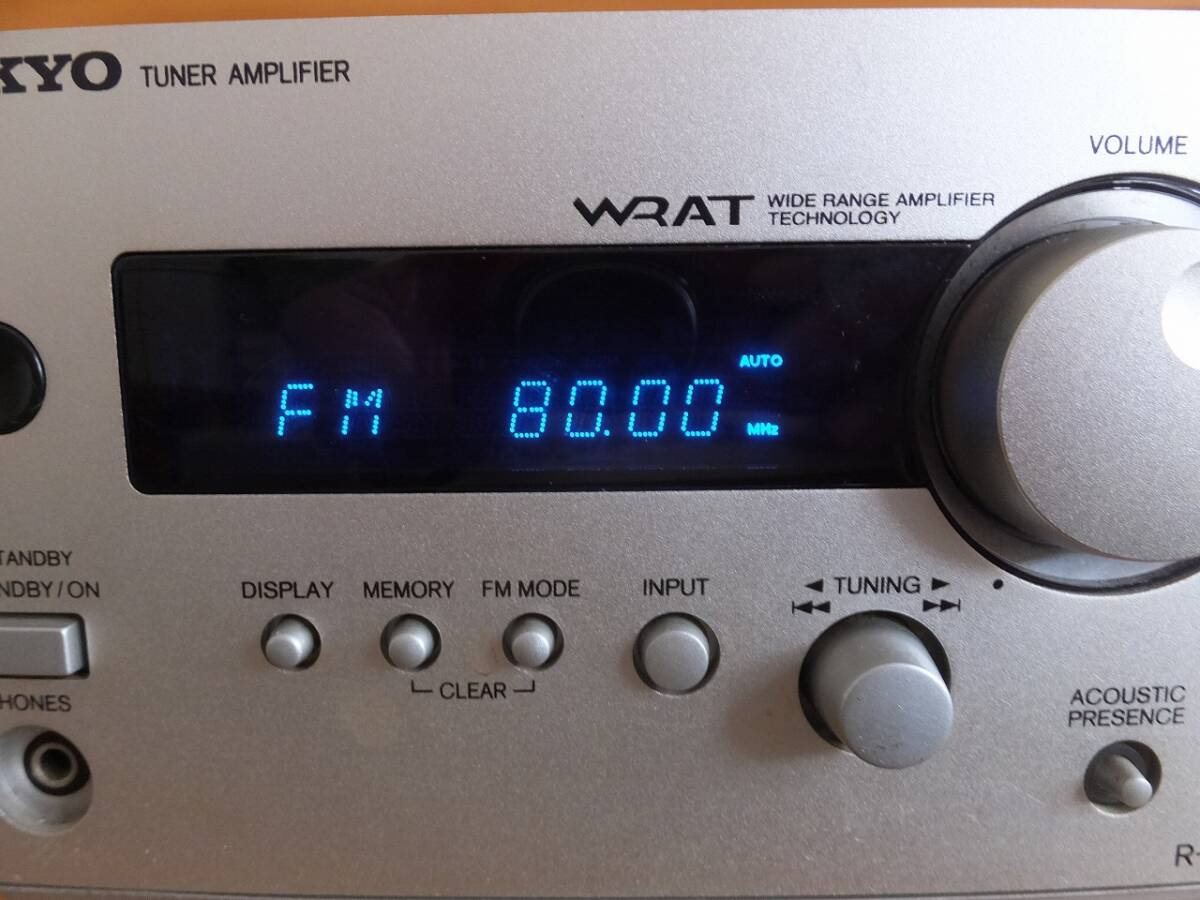 KYO TUNER AMPLIFIER
VOLUME
WRAT WIDE RANGE AMPLIFIER
TECHNOLOGY
AUTO
FM 80.00
MHz
TANDBY
NDBY/ON
DISPLAY MEMORY FM MODE INPUT ◄ TUNING ►
CLEAR
HONES
ACOUSTIC
PRESENCE
R-